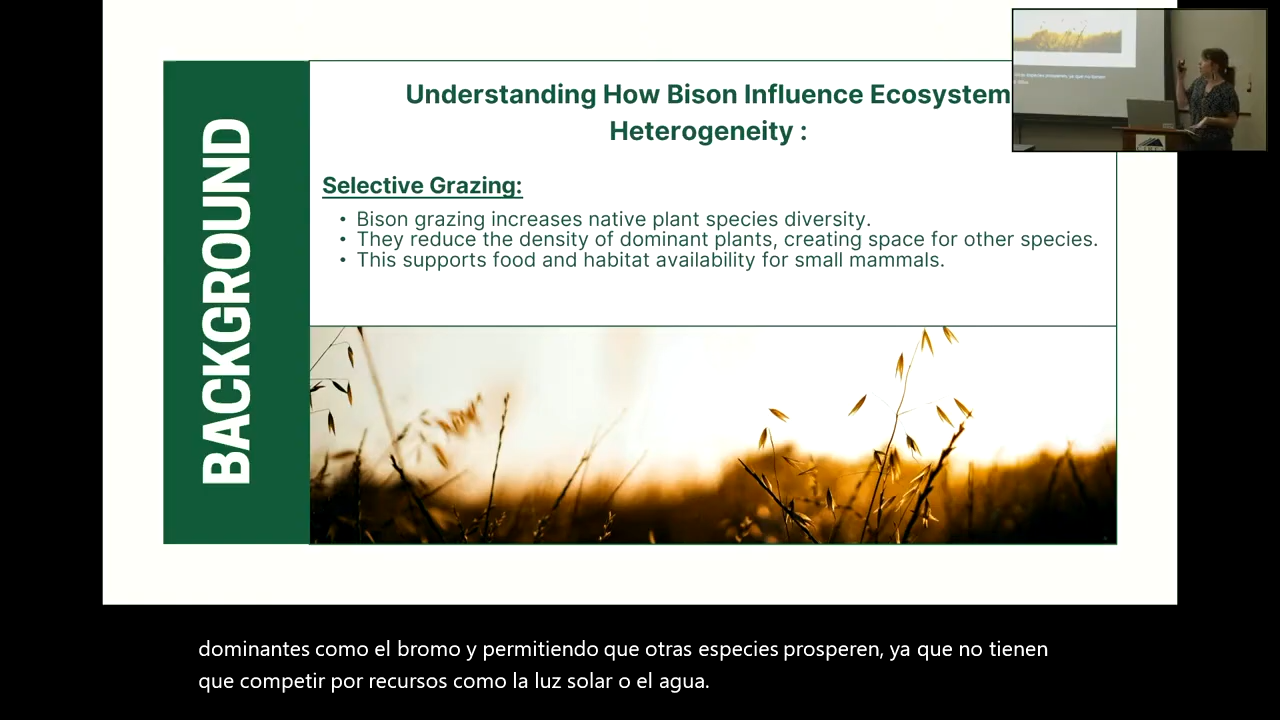 BACKGROUND
Understanding How Bison Influence Ecosystem
Heterogeneity :
Selective Grazing:
• Bison grazing increases native plant species diversity.
• They reduce the density of dominant plants, creating space for other species.
• This supports food and habitat availability for small mammals.
dominantes como el bromo y permitiendo que otras especies prosperen, ya que no tienen
que competir por recursos como la luz solar o el agua.